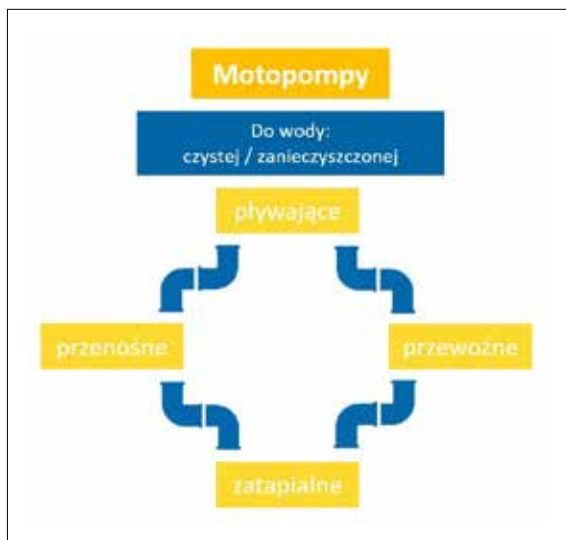 Motopompy
Do wody:
czystej / zanieczyszczonej
pływające
przenośne
przewoźne
zatapialne